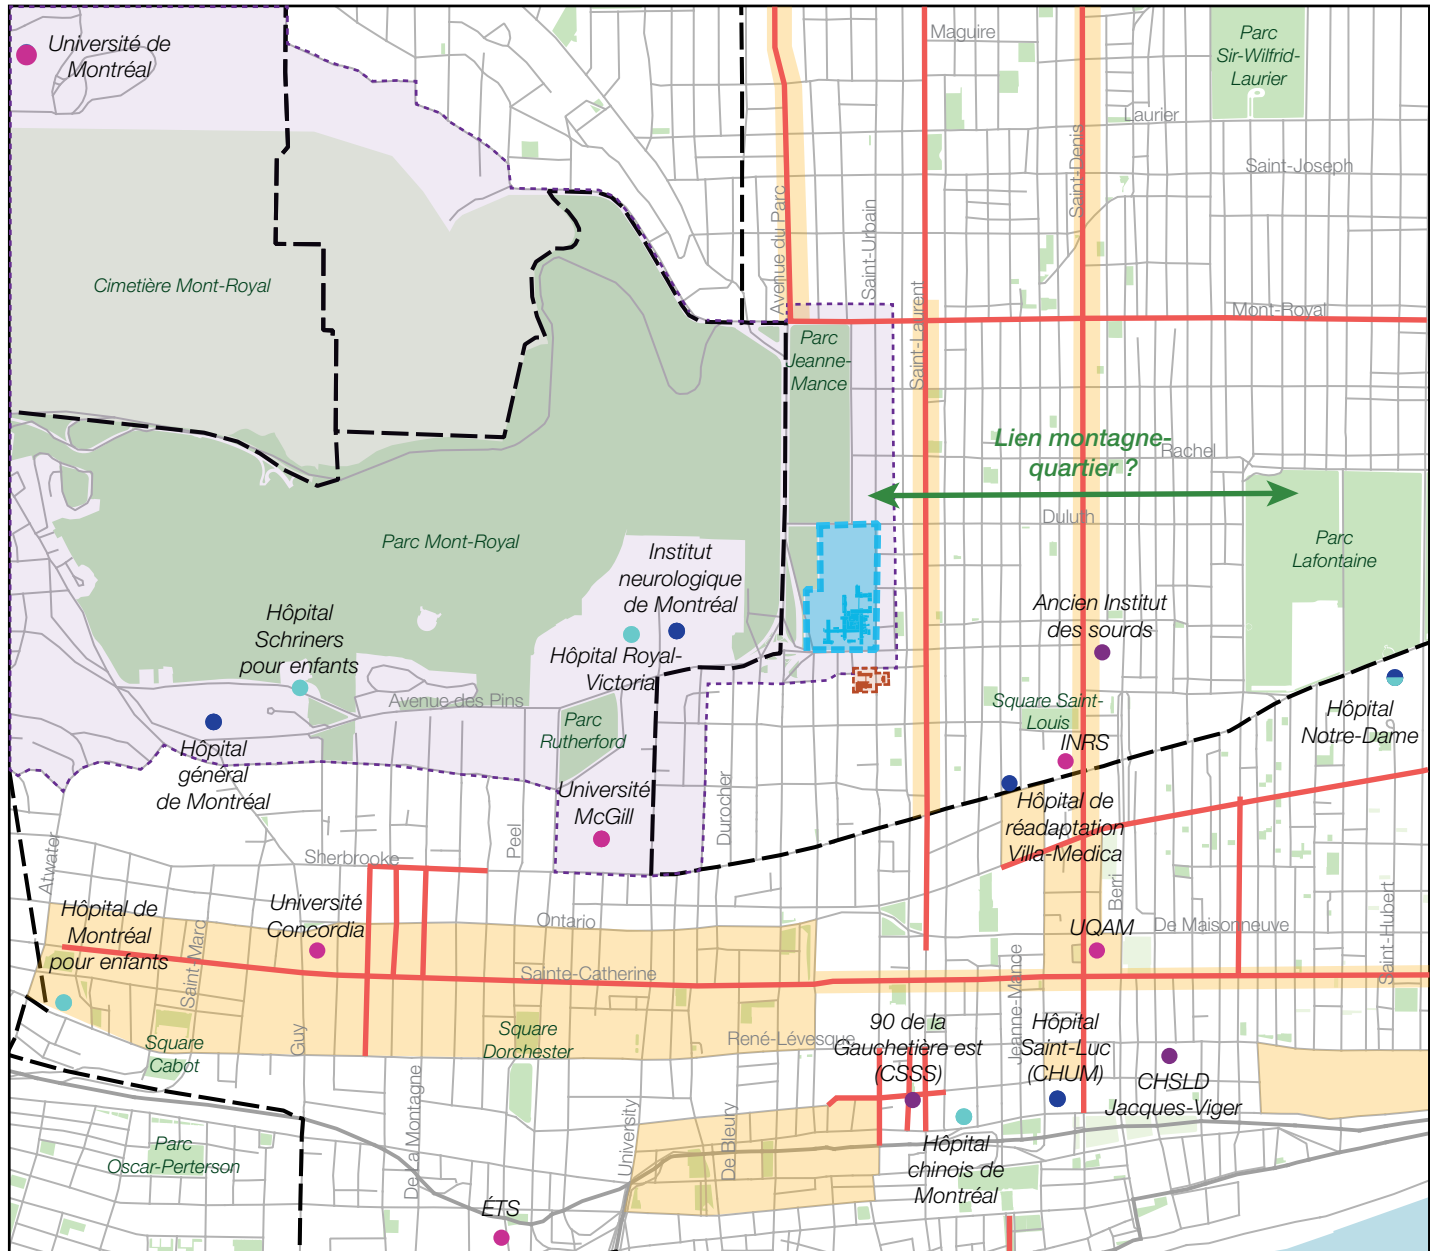 Université de
Montréal
Maguire
Parc
Sir-Wilfrid-
Laurier
Laurier
Saint-Denis
Saint-Joseph
Avenue du Parc
Saint-Urbain
Cimetière Mont-Royal
Saint-Laurent
Mont-Royal
Parc
Jeanne-
Mance
Lien montagne-
quartier ?
Rachel
Duluth
Parc Mont-Royal
Parc
Lafontaine
Institut
neurologique
de Montréal
Hôpital
Schriners
pour enfants
Ancien Institut
des sourds
Hôpital Royal-
Victoria
Avenue des Pins
Square Saint-
Louis
Parc
Rutherford
Hôpital
Notre-Dame
Hôpital
général
de Montréal
INRS
Université
McGill
Durocher
Hôpital de
réadaptation
Villa-Medica
Peel
Atwater
Sherbrooke
Berri
Hôpital de
Montréal
pour enfants
Université
Concordia
Saint-Marc
Ontario
UQAM
De Maisonneuve
Saint-Hubert
Sainte-Catherine
Jeanne-Mance
Guy
Square
Cabot
Square
Dorchester
René-Lévesque
90 de la
Gauchetière est
(CSSS)
Hôpital
Saint-Luc
(CHUM)
CHSLD
Jacques-Viger
De La Montagne
University
De Bleury
Parc
Oscar-Perterson
Hôpital
chinois de
Montréal
ÉTS